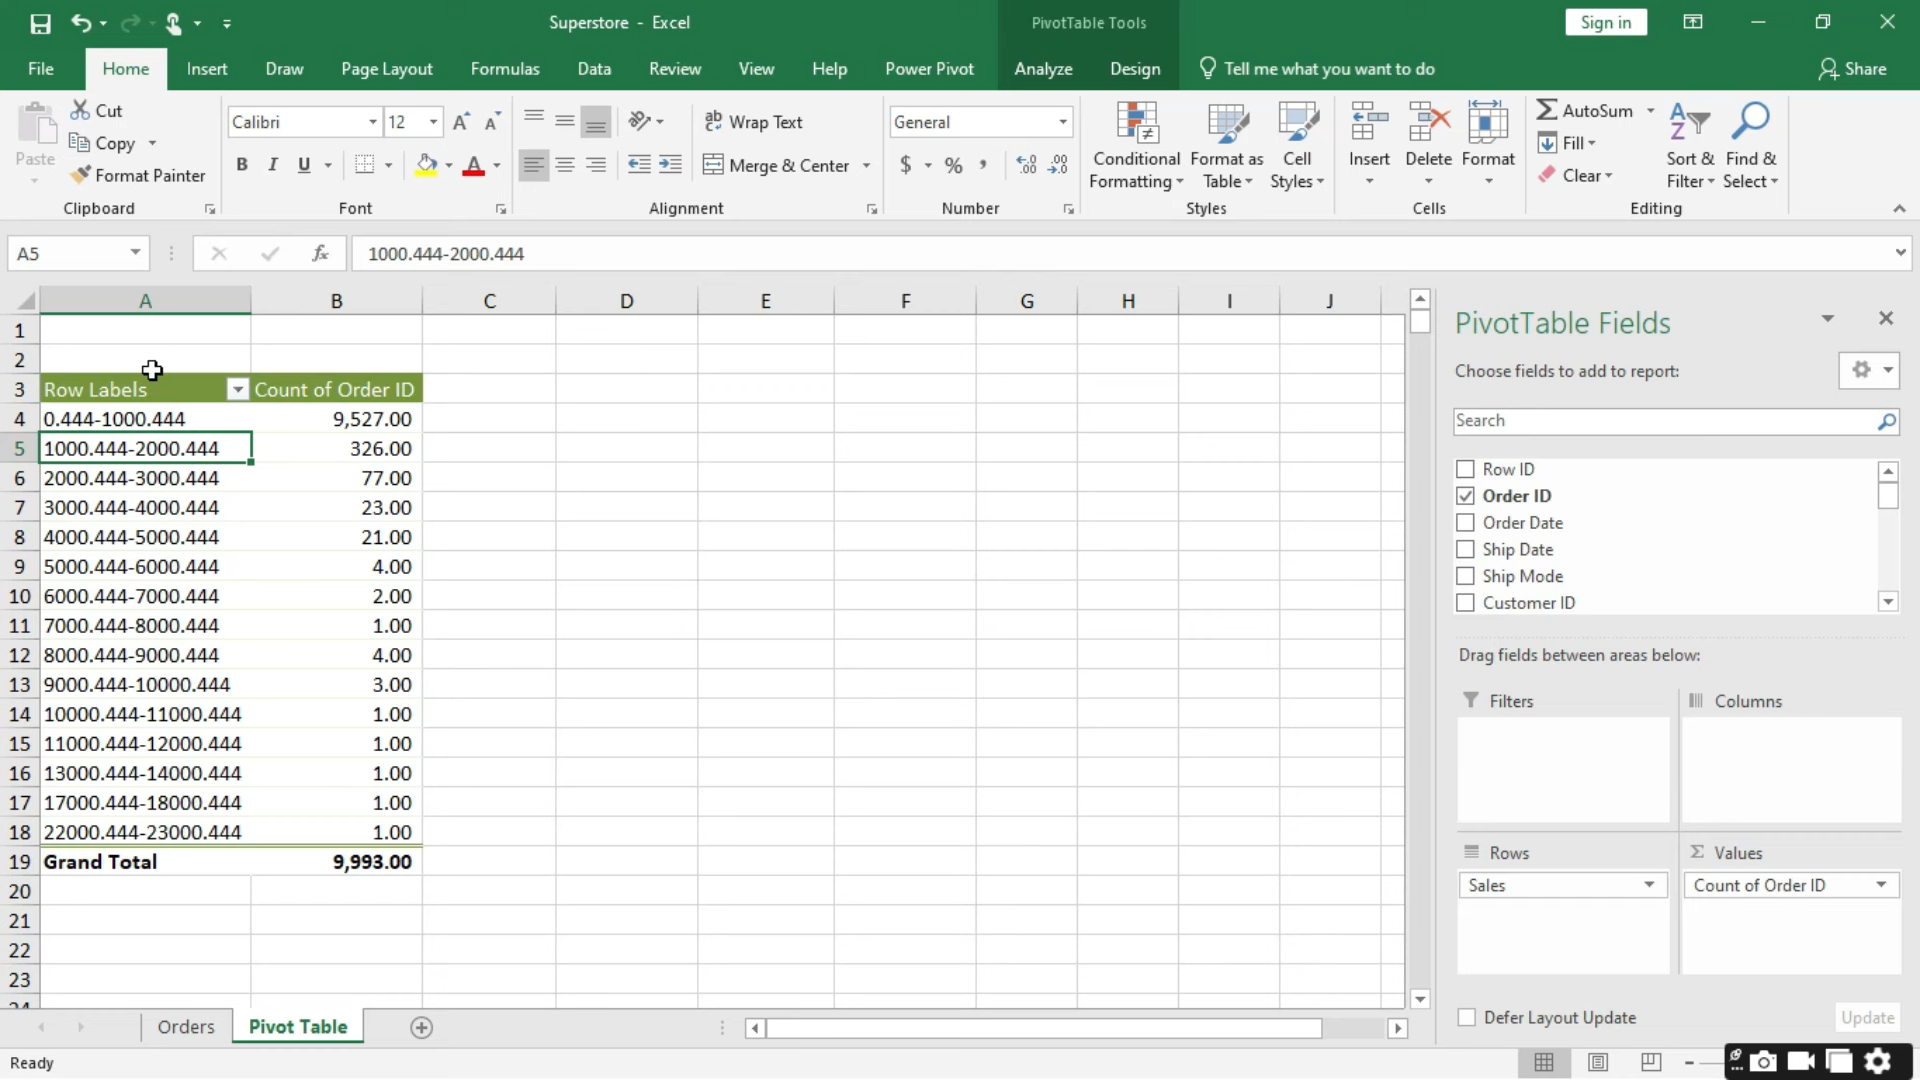 Superstore - Excel
PivotTable Tools
Sign in
File
Home
Insert
Draw
Page Layout
Formulas
Data
Review
View
Help
Power Pivot
Analyze
Design
Tell me what you want to do
Share
Paste
Cut
Copy
Format Painter
Clipboard
Calibri
12
B I U
A
Font
Wrap Text
Merge & Center
Alignment
General
$ % ,
Number
Conditional Formatting
Format as Table
Cell Styles
Styles
Insert
Delete
Format
Cells
AutoSum
Fill
Clear
Sort & Filter
Find & Select
Editing
A5
fx
1000.444-2000.444
A B C D E F G H I J
1
2
3 Row Labels Count of Order ID
4 0.444-1000.444 9,527.00
5 1000.444-2000.444 326.00
6 2000.444-3000.444 77.00
7 3000.444-4000.444 23.00
8 4000.444-5000.444 21.00
9 5000.444-6000.444 4.00
10 6000.444-7000.444 2.00
11 7000.444-8000.444 1.00
12 8000.444-9000.444 4.00
13 9000.444-10000.444 3.00
14 10000.444-11000.444 1.00
15 11000.444-12000.444 1.00
16 13000.444-14000.444 1.00
17 17000.444-18000.444 1.00
18 22000.444-23000.444 1.00
19 Grand Total 9,993.00
20
21
22
23
24
PivotTable Fields
Choose fields to add to report:
Search
Row ID
Order ID
Order Date
Ship Date
Ship Mode
Customer ID
Drag fields between areas below:
Filters
Columns
Rows
Values
Sales
Count of Order ID
Defer Layout Update
Update
Orders
Pivot Table
Ready